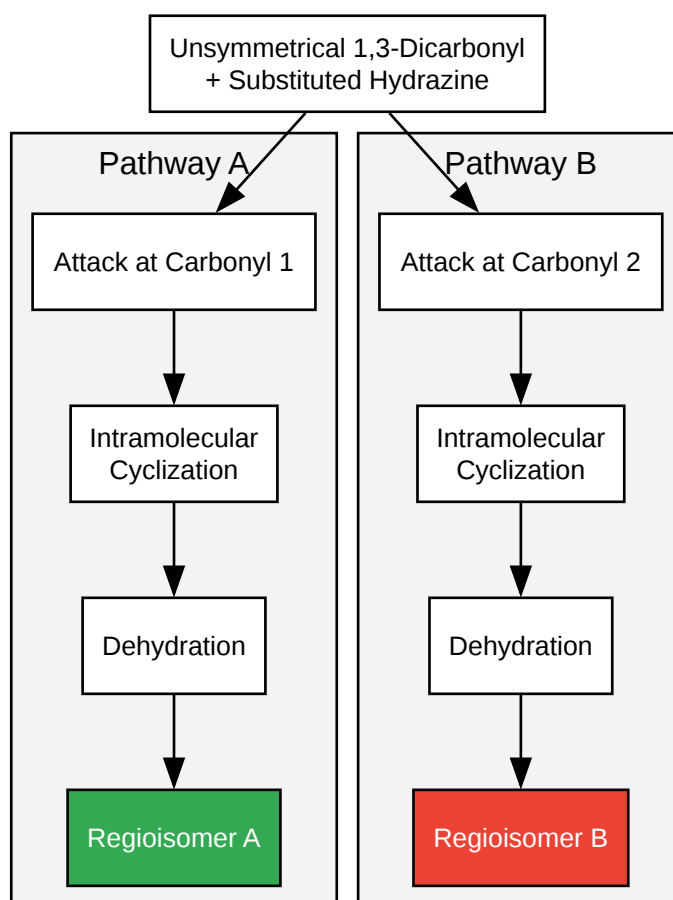 Unsymmetrical 1,3-Dicarbonyl
+ Substituted Hydrazine
Pathway A
Attack at Carbonyl 1
Intramolecular
Cyclization
Dehydration
Regioisomer A
Pathway B
Attack at Carbonyl 2
Intramolecular
Cyclization
Dehydration
Regioisomer B